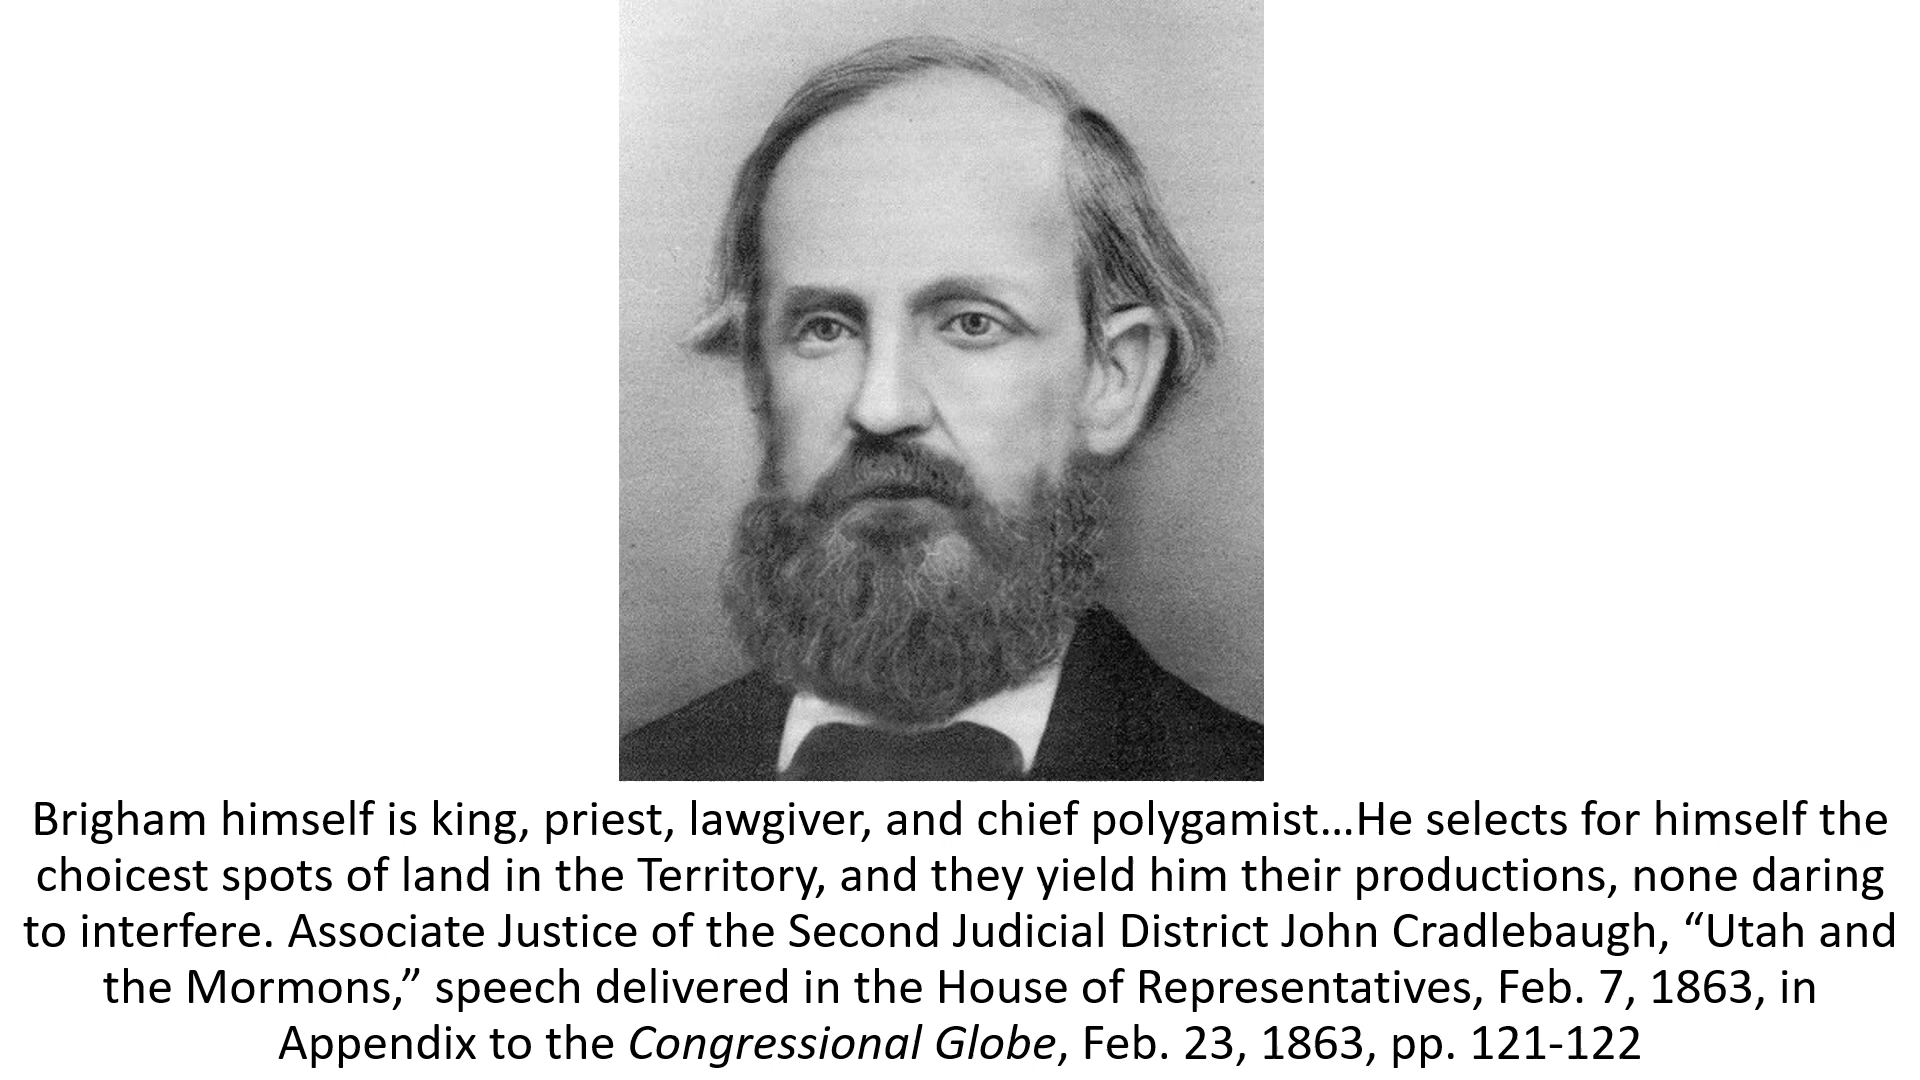 Brigham himself is king, priest, lawgiver, and chief polygamist…He selects for himself the
choicest spots of land in the Territory, and they yield him their productions, none daring
to interfere. Associate Justice of the Second Judicial District John Cradlebaugh, “Utah and
the Mormons,” speech delivered in the House of Representatives, Feb. 7, 1863, in
Appendix to the Congressional Globe, Feb. 23, 1863, pp. 121-122